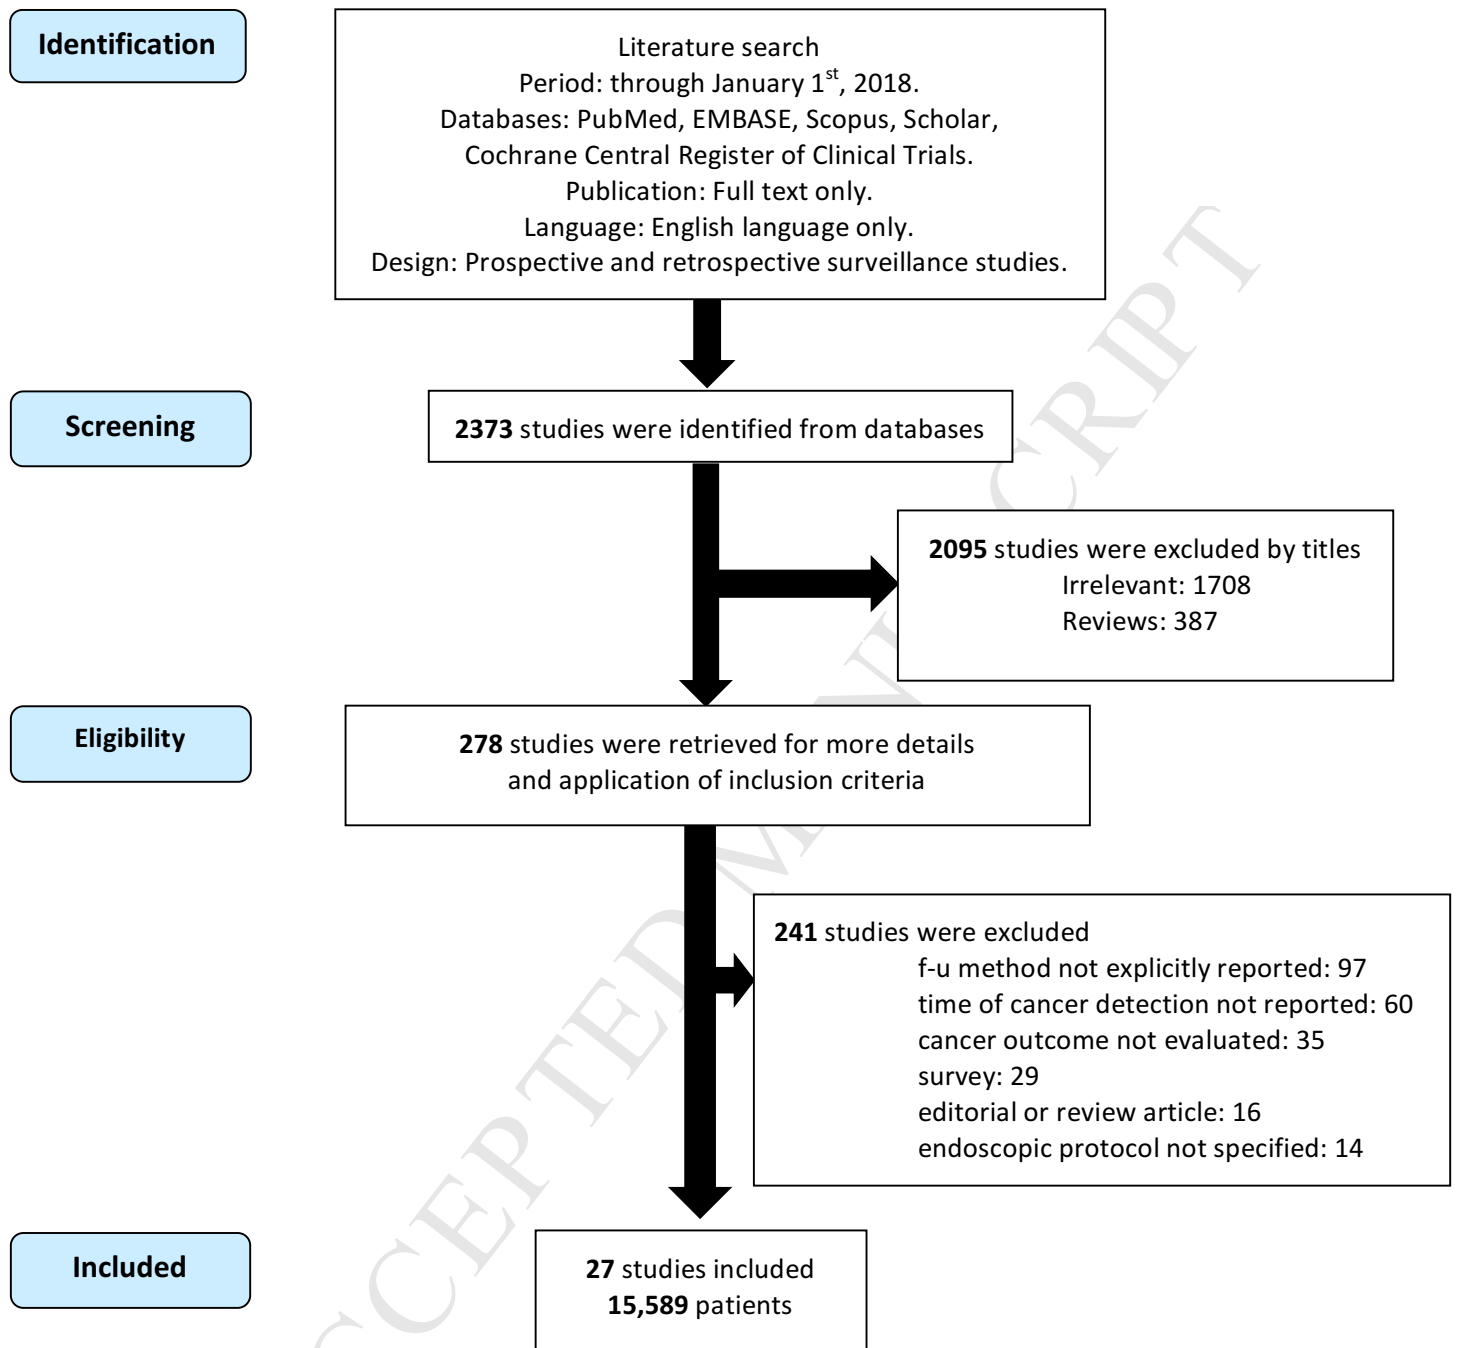 Identification
Literature search
Period: through January 1st, 2018.
Databases: PubMed, EMBASE, Scopus, Scholar,
Cochrane Central Register of Clinical Trials.
Publication: Full text only.
Language: English language only.
Design: Prospective and retrospective surveillance studies.
Screening
2373 studies were identified from databases
2095 studies were excluded by titles
Irrelevant: 1708
Reviews: 387
Eligibility
278 studies were retrieved for more details
and application of inclusion criteria
241 studies were excluded
f-u method not explicitly reported: 97
time of cancer detection not reported: 60
cancer outcome not evaluated: 35
survey: 29
editorial or review article: 16
endoscopic protocol not specified: 14
Included
27 studies included
15,589 patients